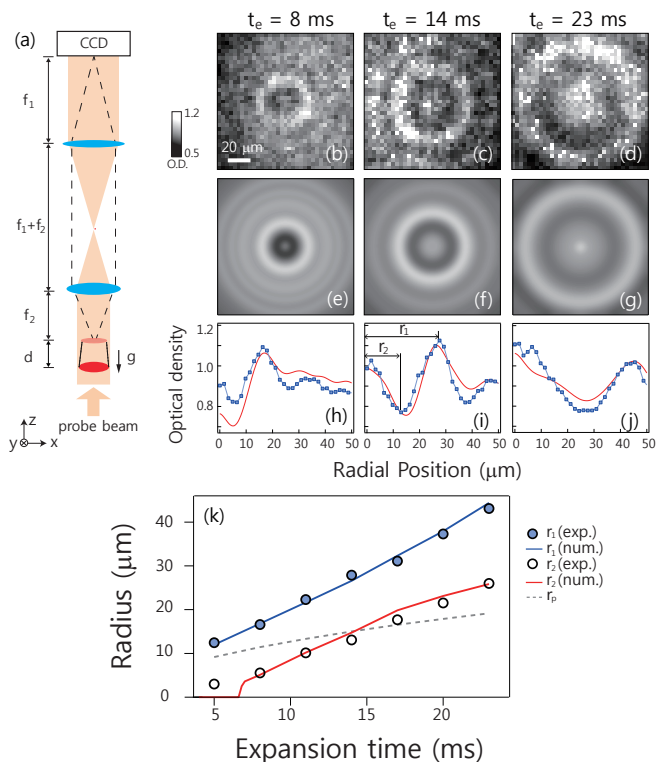 (a)
CCD
f₁
f₁+f₂
f₂
d
g
probe beam
z
y
x
tₑ = 8 ms
tₑ = 14 ms
tₑ = 23 ms
1.2
0.5
O.D.
20 μm
(b)
(c)
(d)
(e)
(f)
(g)
Optical density
1.2
1.0
0.8
r₁
r₂
(h)
(i)
(j)
0 10 20 30 40 50
0 10 20 30 40 50
0 10 20 30 40 50
Radial Position (μm)
(k)
Radius (μm)
40
30
20
10
0
5 10 15 20
Expansion time (ms)
r₁(exp.)
r₁(num.)
r₂(exp.)
r₂(num.)
rₚ